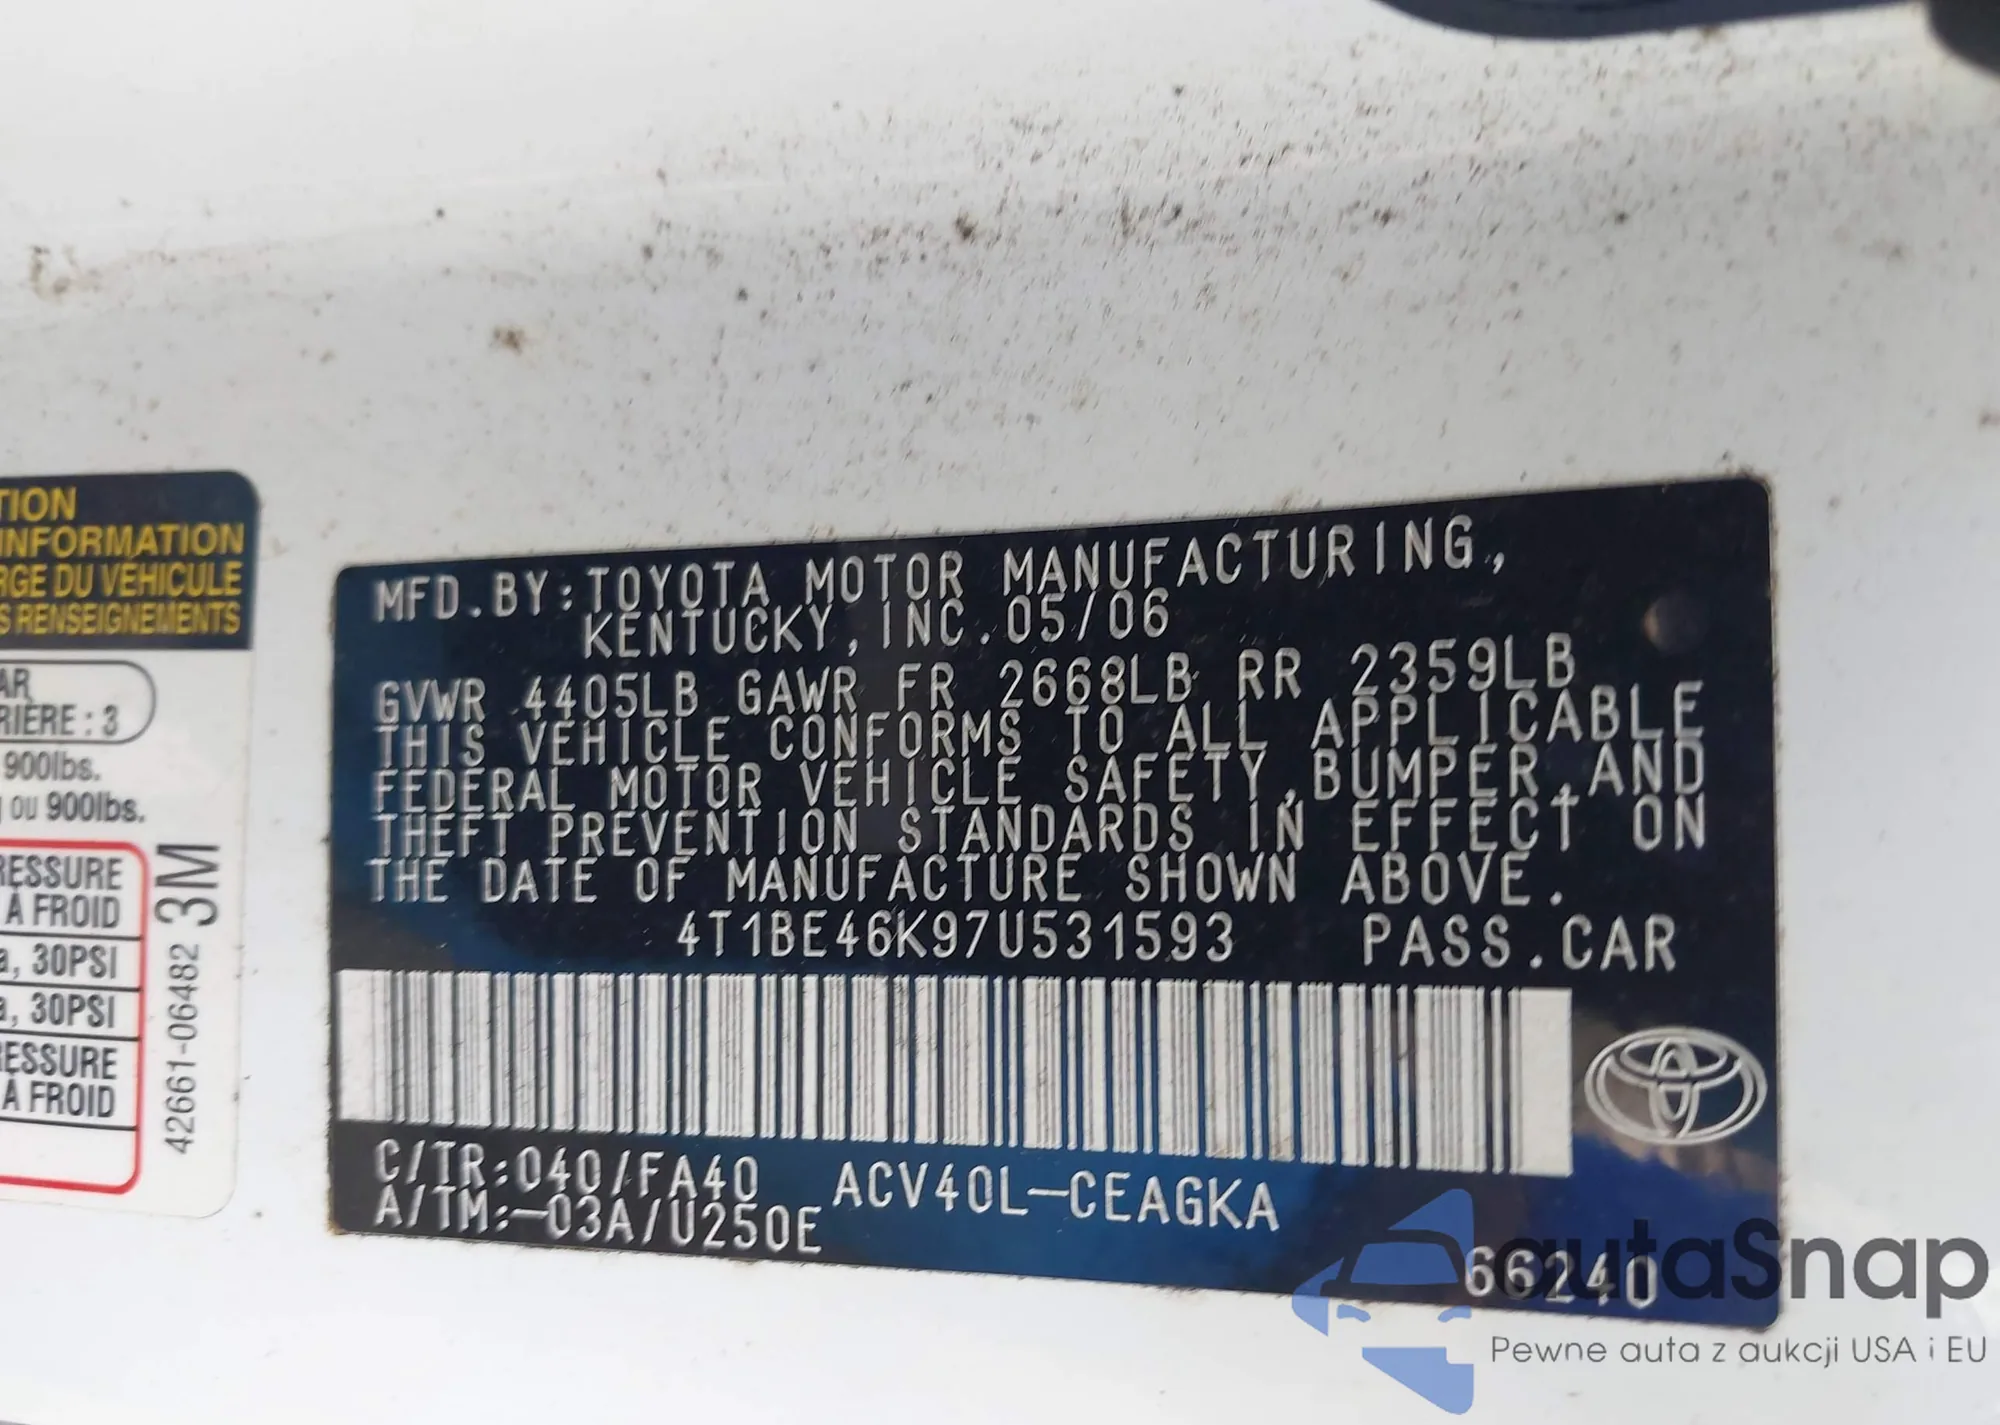 TION
INFORMATION
RGE DU VÉHICULE
S RENSEIGNEMENTS
AR
RIÈRE : 3
900lbs.
ou 900lbs.
RESSURE
À FROID
a, 30PSI
a, 30PSI
RESSURE
À FROID
3M
42661-06482
MFD.BY:TOYOTA MOTOR MANUFACTURING,
KENTUCKY,INC.05/06
GVWR 4405LB GAWR FR 2668LB RR 2359LB
THIS VEHICLE CONFORMS TO ALL APPLICABLE
FEDERAL MOTOR VEHICLE SAFETY,BUMPER,AND
THEFT PREVENTION STANDARDS IN EFFECT ON
THE DATE OF MANUFACTURE SHOWN ABOVE.
4T1BE46K97U531593 PASS.CAR
C/TR:040/FA40 ACV40L-CEAGKA
A/TM:-03A/U250E
66240
autaSnap
Pewne auta z aukcji USA i EU